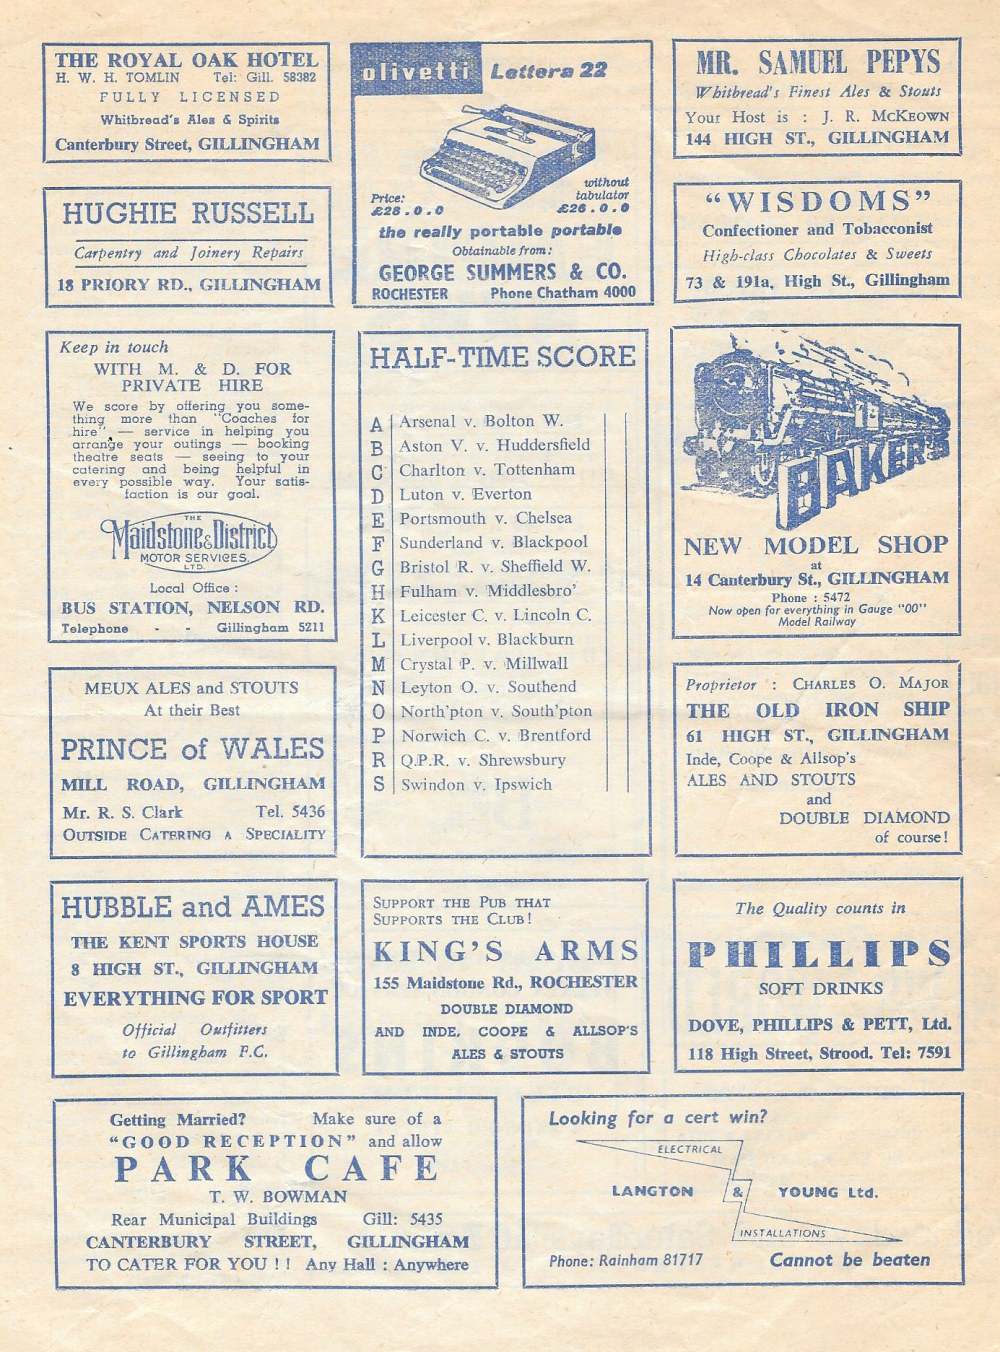 THE ROYAL OAK HOTEL
H. W. H. TOMLIN Tel: Gill. 58382
FULLY LICENSED
Whitbread's Ales & Spirits
Canterbury Street, GILLINGHAM
olivetti Lettera 22
Price:
£28.0.0
without
tabulator
£26.0.0
the really portable portable
Obtainable from:
GEORGE SUMMERS & CO.
ROCHESTER Phone Chatham 4000
MR. SAMUEL PEPYS
Whitbread's Finest Ales & Stouts
Your Host is : J. R. McKEOWN
144 HIGH ST., GILLINGHAM
HUGHIE RUSSELL
Carpentry and Joinery Repairs
18 PRIORY RD., GILLINGHAM
"WISDOMS"
Confectioner and Tobacconist
High-class Chocolates & Sweets
73 & 191a, High St., Gillingham
Keep in touch
WITH M. & D. FOR
PRIVATE HIRE
We score by offering you some-
thing more than "Coaches for
hire" — service in helping you
arrange your outings — booking
theatre seats — seeing to your
catering and being helpful in
every possible way. Your satis-
faction is our goal.
THE
Maidstone & District
MOTOR SERVICES,
LTD.
Local Office :
BUS STATION, NELSON RD.
Telephone - - Gillingham 5211
HALF-TIME SCORE
A Arsenal v. Bolton W.
B Aston V. v. Huddersfield
C Charlton v. Tottenham
D Luton v. Everton
E Portsmouth v. Chelsea
F Sunderland v. Blackpool
G Bristol R. v. Sheffield W.
H Fulham v. Middlesbro'
K Leicester C. v. Lincoln C.
L Liverpool v. Blackburn
M Crystal P. v. Millwall
N Leyton O. v. Southend
O North'pton v. South'pton
P Norwich C. v. Brentford
R Q.P.R. v. Shrewsbury
S Swindon v. Ipswich
BAKER'S
NEW MODEL SHOP
at
14 Canterbury St., GILLINGHAM
Phone : 5472
Now open for everything in Gauge "00"
Model Railway
MEUX ALES and STOUTS
At their Best
PRINCE of WALES
MILL ROAD, GILLINGHAM
Mr. R. S. Clark Tel. 5436
OUTSIDE CATERING A SPECIALITY
Proprietor : CHARLES O. MAJOR
THE OLD IRON SHIP
61 HIGH ST., GILLINGHAM
Inde, Coope & Allsop's
ALES AND STOUTS
and
DOUBLE DIAMOND
of course!
HUBBLE and AMES
THE KENT SPORTS HOUSE
8 HIGH ST., GILLINGHAM
EVERYTHING FOR SPORT
Official Outfitters
to Gillingham F.C.
SUPPORT THE PUB THAT
SUPPORTS THE CLUB!
KING'S ARMS
155 Maidstone Rd., ROCHESTER
DOUBLE DIAMOND
AND INDE, COOPE & ALLSOP'S
ALES & STOUTS
The Quality counts in
PHILLIPS
SOFT DRINKS
DOVE, PHILLIPS & PETT, Ltd.
118 High Street, Strood. Tel: 7591
Getting Married? Make sure of a
"GOOD RECEPTION" and allow
PARK CAFE
T. W. BOWMAN
Rear Municipal Buildings Gill: 5435
CANTERBURY STREET, GILLINGHAM
TO CATER FOR YOU ! ! Any Hall : Anywhere
Looking for a cert win?
ELECTRICAL
LANGTON & YOUNG Ltd.
INSTALLATIONS
Phone: Rainham 81717 Cannot be beaten